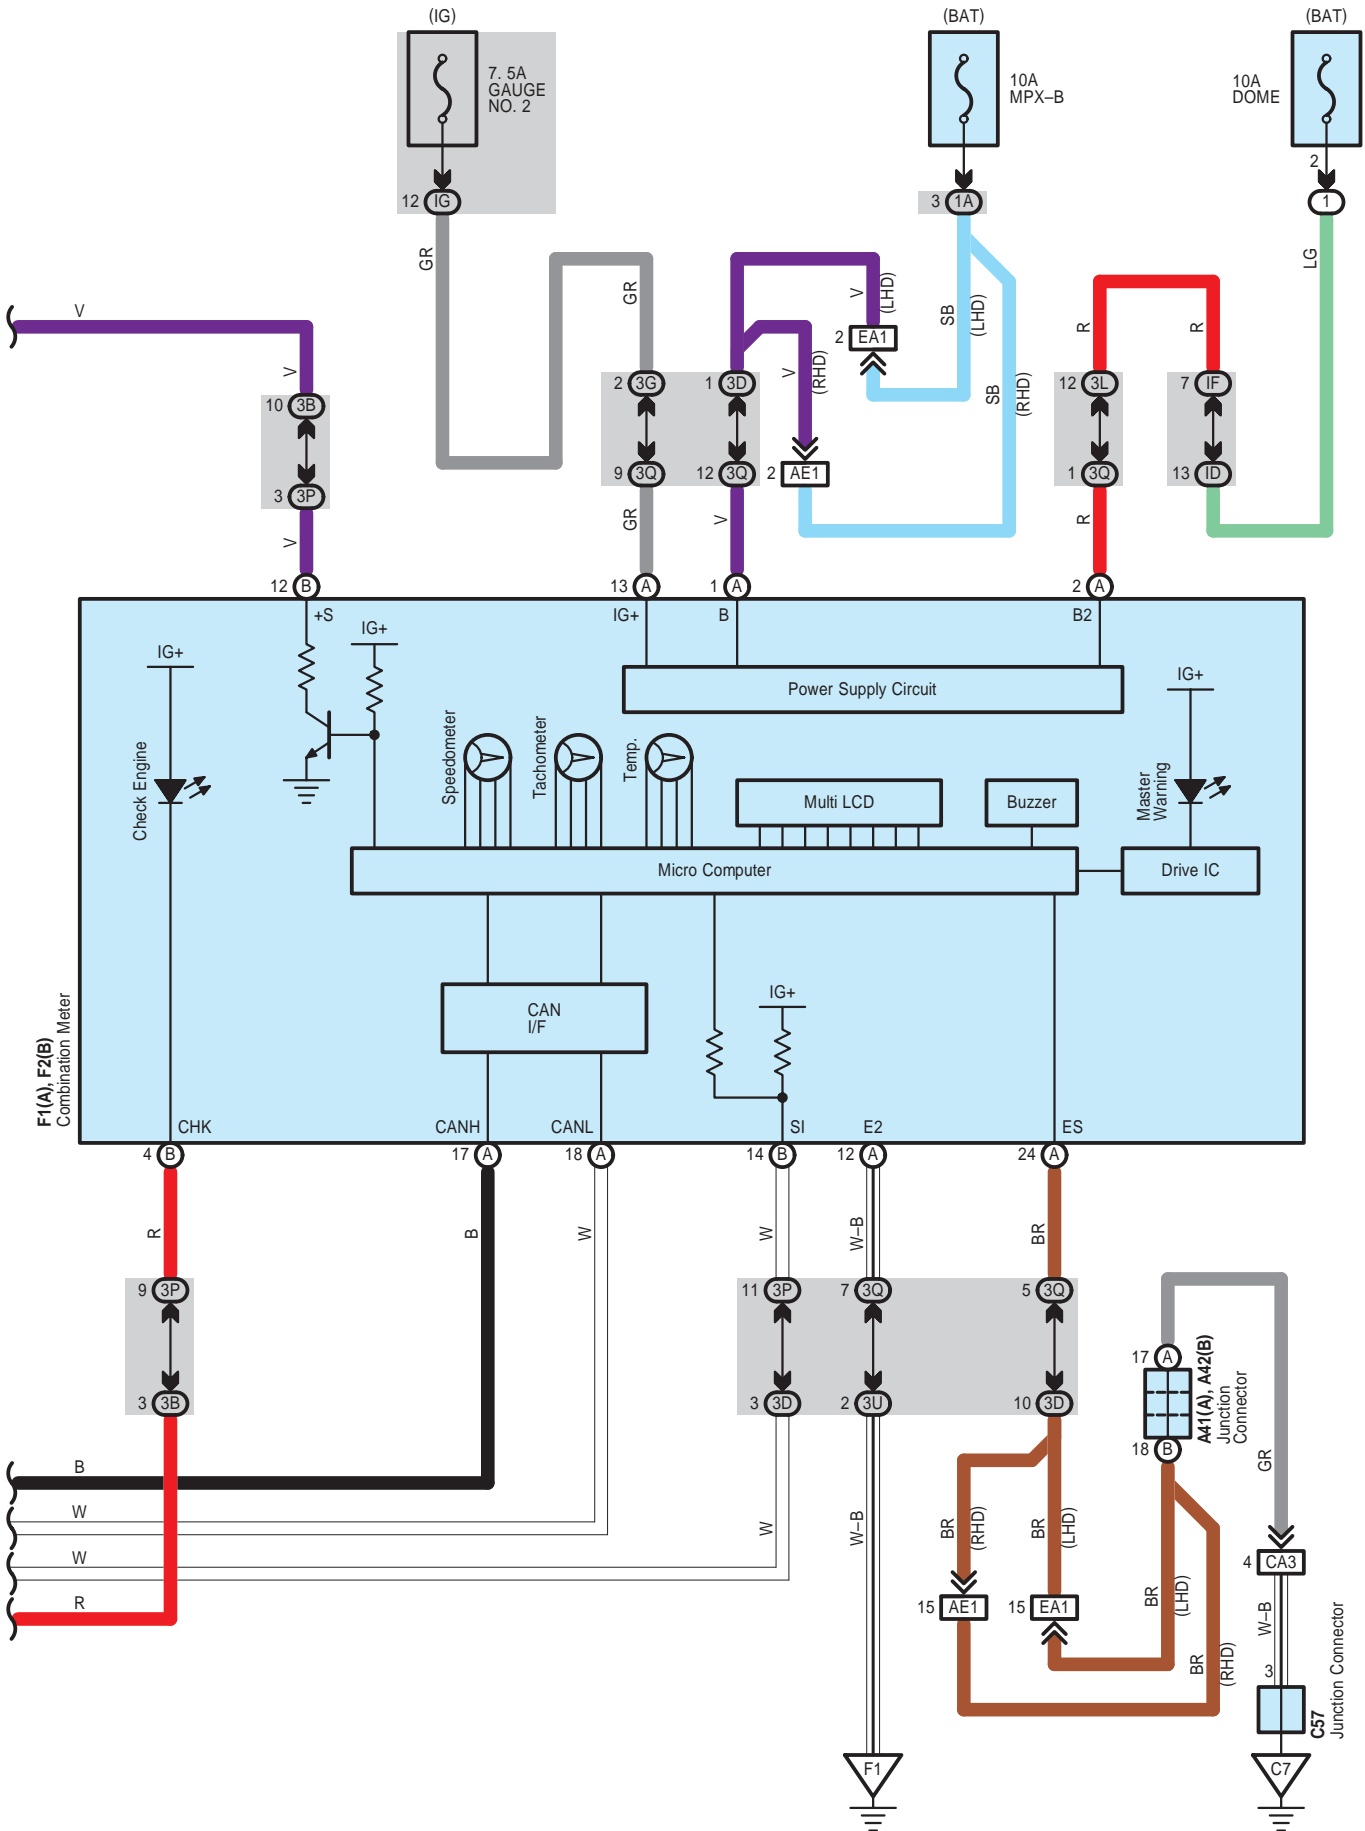 (IG)
(BAT)
(BAT)
7. 5A
GAUGE
NO. 2
10A
MPX–B
10A
DOME
2
12 IG
3 1A
1
GR
GR
V
(LHD)
SB
(LHD)
LG
V
2 EA1
V
(RHD)
SB
(RHD)
R
R
V
10 3B
2 3G
1 3D
12 3L
7 IF
3 3P
9 3Q
12 3Q
2 AE1
1 3Q
13 ID
V
GR
V
R
12 B
13 A
1 A
2 A
+S
IG+
B
B2
IG+
IG+
Power Supply Circuit
IG+
Check Engine
Speedometer
Tachometer
Temp.
Multi LCD
Buzzer
Master
Warning
Micro Computer
Drive IC
CAN
I/F
IG+
F1(A), F2(B)
Combination Meter
CHK
CANH
CANL
SI
E2
ES
4 B
17 A
18 A
14 B
12 A
24 A
R
B
W
W
W–B
BR
9 3P
11 3P
7 3Q
5 3Q
3 3B
3 3D
2 3U
10 3D
17 A
18 B
A41(A), A42(B)
Junction
Connector
GR
B
W
W
R
W
W–B
BR
(RHD)
BR
(LHD)
15 AE1
15 EA1
BR
(LHD)
BR
(RHD)
4 CA3
W–B
3
C57
Junction Connector
F1
C7